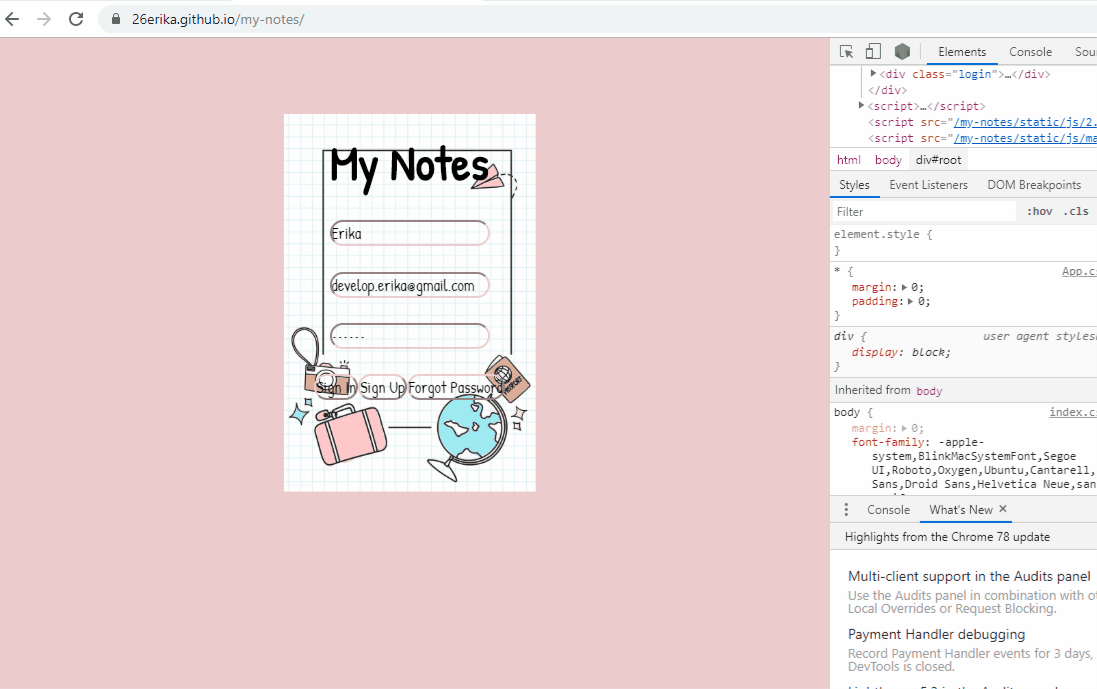 26erika.github.io/my-notes/
Elements Console
<div class="login">…</div>
</div>
<script>…</script>
<script src="/my-notes/static/js/2.
<script src="/my-notes/static/js/ma
html body div#root
Styles Event Listeners DOM Breakpoints
Filter :hov .cls
element.style {
}
* { App.cs
margin: 0;
padding: 0;
}
div { user agent styles
display: block;
}
Inherited from body
body { index.cs
margin: 0;
font-family: -apple-
system,BlinkMacSystemFont,Segoe
UI,Roboto,Oxygen,Ubuntu,Cantarell,
Sans,Droid Sans,Helvetica Neue,san
Console What's New ×
Highlights from the Chrome 78 update
Multi-client support in the Audits panel
Use the Audits panel in combination with ot
Local Overrides or Request Blocking.
Payment Handler debugging
Record Payment Handler events for 3 days,
DevTools is closed.
My Notes
Erika
develop.erika@gmail.com
......
Sign In Sign Up Forgot Password
PASSPORT